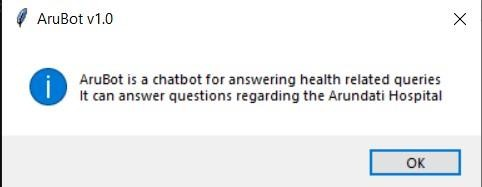 AruBot v1.0
AruBot is a chatbot for answering health related queries
It can answer questions regarding the Arundati Hospital
OK